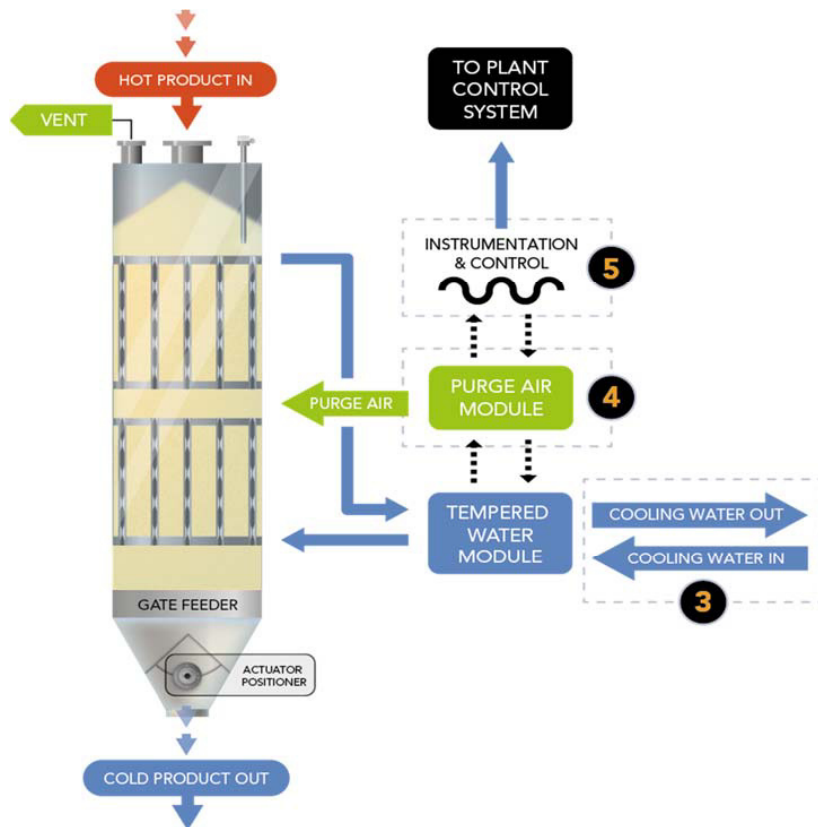 HOT PRODUCT IN
VENT
TO PLANT
CONTROL
SYSTEM
INSTRUMENTATION
& CONTROL
5
PURGE AIR
PURGE AIR
MODULE
4
TEMPERED
WATER
MODULE
COOLING WATER OUT
COOLING WATER IN
3
GATE FEEDER
ACTUATOR
POSITIONER
COLD PRODUCT OUT